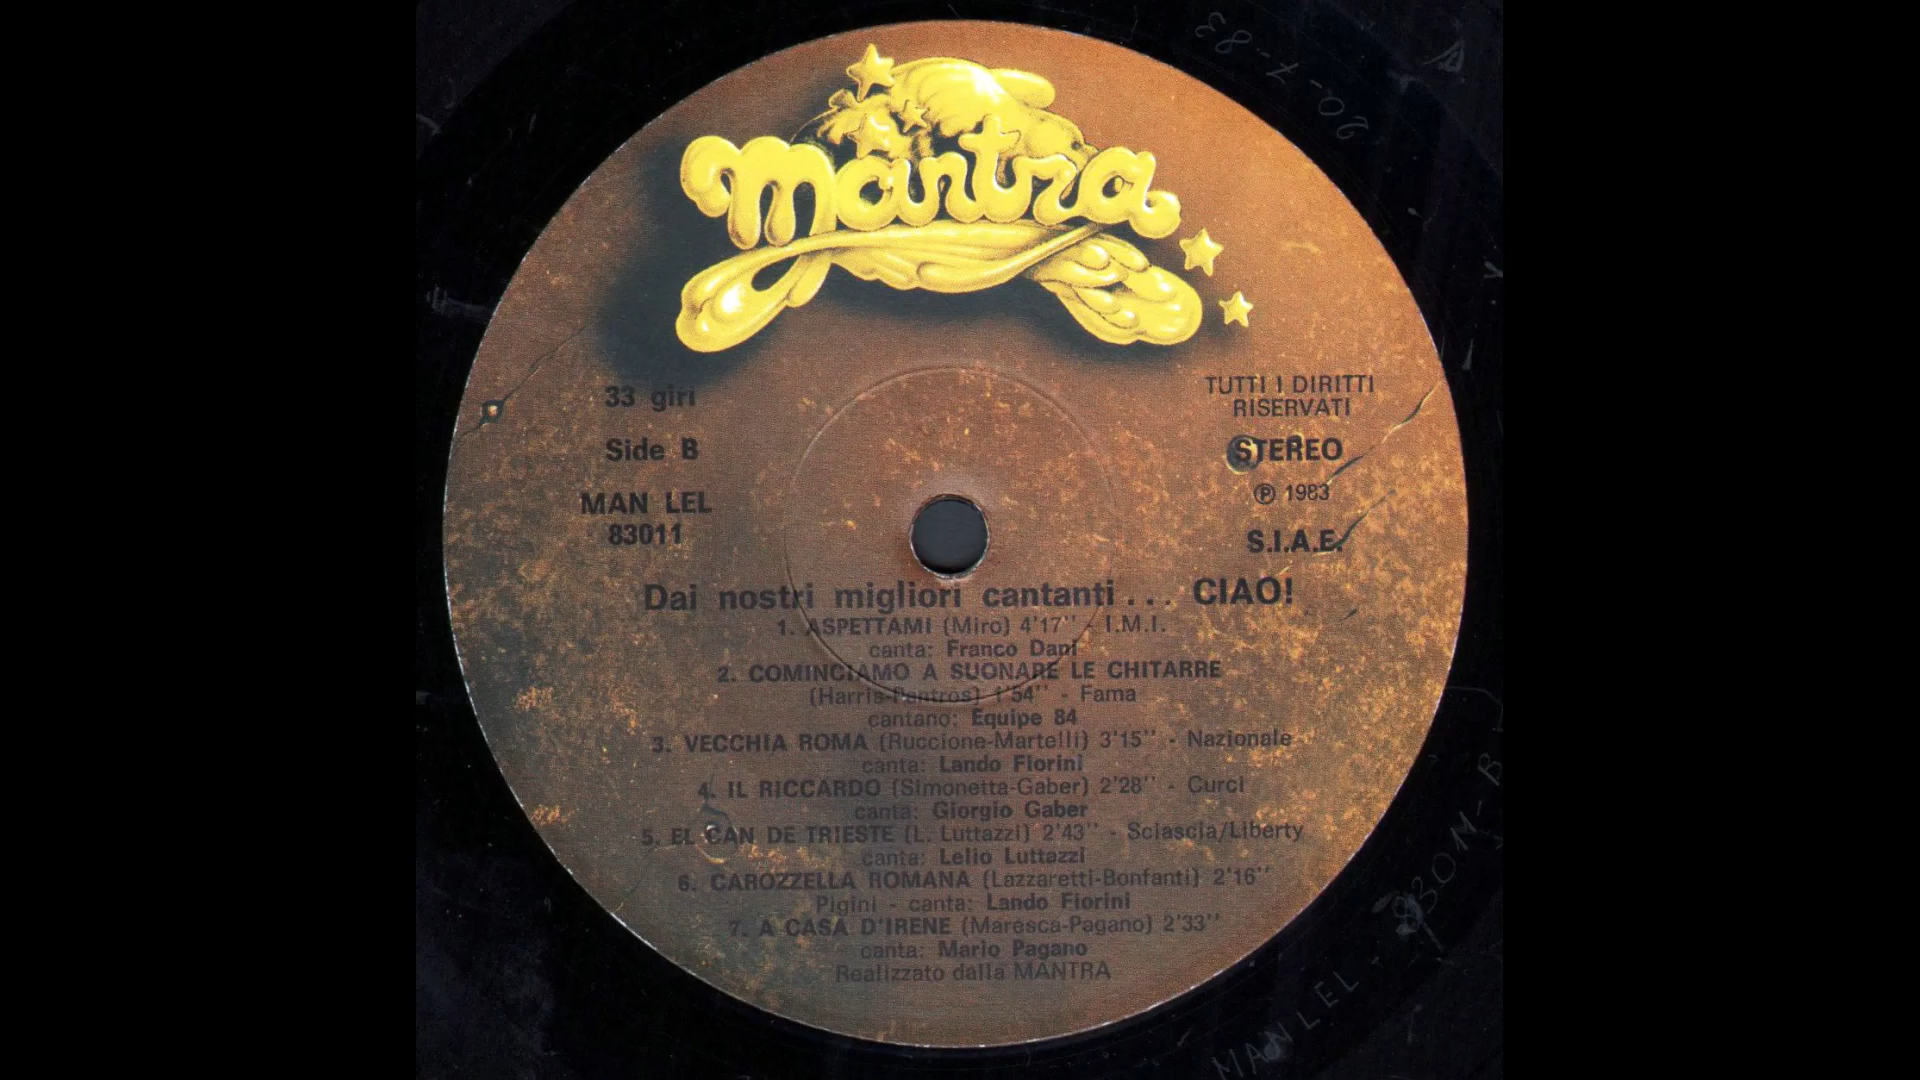 mantra
33 giri
Side B
MAN LEL
83011
TUTTI I DIRITTI
RISERVATI
STEREO
℗ 1983
S.I.A.E.
Dai nostri migliori cantanti... CIAO!
1. ASPETTAMI (Miro) 4'17'' - I.M.I.
canta: Franco Dani
2. COMINCIAMO A SUONARE LE CHITARRE
(Harris-Pantros) 1'54'' - Fama
cantano: Equipe 84
3. VECCHIA ROMA (Ruccione-Martelli) 3'15'' - Nazionale
canta: Lando Fiorini
4. IL RICCARDO (Simonetta-Gaber) 2'28'' - Curci
canta: Giorgio Gaber
5. EL CAN DE TRIESTE (L. Luttazzi) 2'43'' - Sciascia/Liberty
canta: Lelio Luttazzi
6. CAROZZELLA ROMANA (Lazzaretti-Bonfanti) 2'16''
Pigini - canta: Lando Fiorini
7. A CASA D'IRENE (Maresca-Pagano) 2'33''
canta: Mario Pagano
Realizzato dalla MANTRA
20-7-83
MAN LEL